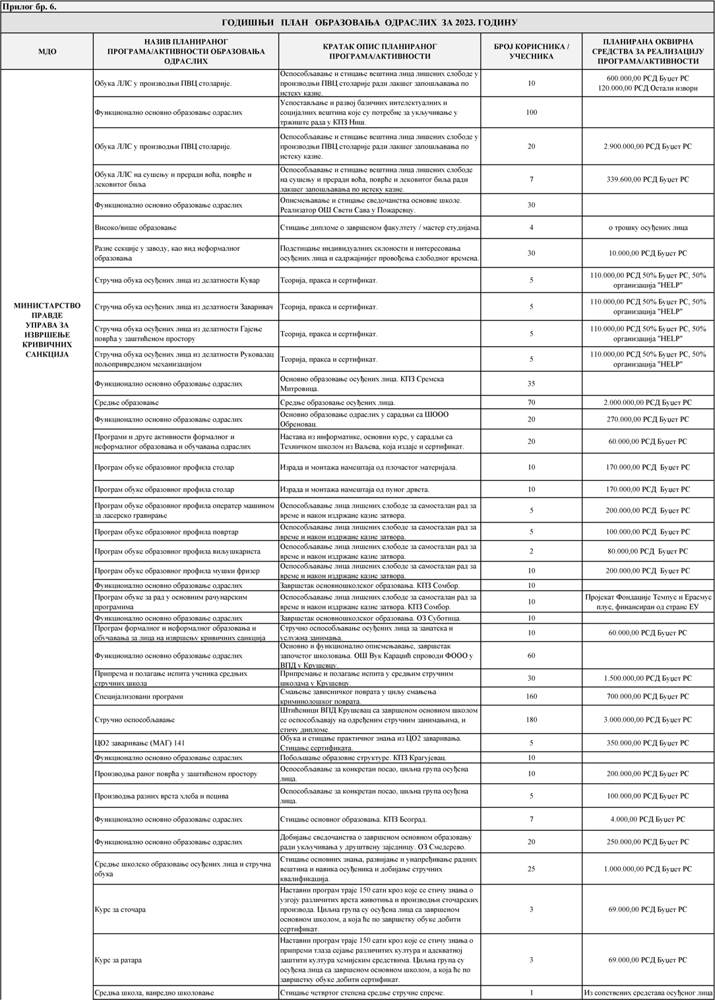 Прилог бр. 6.
ГОДИШЊИ ПЛАН ОБРАЗОВАЊА ОДРАСЛИХ ЗА 2023. ГОДИНУ
МДО
НАЗИВ ПЛАНИРАНОГ
ПРОГРАМА/АКТИВНОСТИ ОБРАЗОВАЊА
ОДРАСЛИХ
КРАТАК ОПИС ПЛАНИРАНОГ
ПРОГРАМА/АКТИВНОСТИ
БРОЈ КОРИСНИКА /
УЧЕСНИКА
ПЛАНИРАНА ОКВИРНА
СРЕДСТВА ЗА РЕАЛИЗАЦИЈУ
ПРОГРАМА/АКТИВНОСТИ
МИНИСТАРСТВО
ПРАВДЕ
УПРАВА ЗА
ИЗВРШЕЊЕ
КРИВИЧНИХ
САНКЦИЈА
Обука ЛЛС у производњи ПВЦ столарије.
Оспособљавање и стицање вештина лица лишених слободе у
производњи ПВЦ столарије ради лакшег запошљавања по
истеку казне.
10
600.000,00 РСД Буџет РС
120.000,00 РСД Остали извори
Функционално основно образовање одраслих
Успостављање и развој базичних интелектуалних и
социјалних вештина које су потребне за укључивање у
тржиште рада у КПЗ Ниш.
100
Обука ЛЛС у производњи ПВЦ столарије.
Оспособљавање и стицање вештина лица лишених слободе у
производњи ПВЦ столарије ради лакшег запошљавања по
истеку казне.
20
2.900.000,00 РСД Буџет РС
Обука ЛЛС на сушењу и преради воћа, поврће и
лековитог биља
Оспособљавање и стицање вештина лица лишених слободе
на сушењу и преради воћа, поврће и лековитог биља ради
лакшег запошљавања по истеку казне.
7
339.600,00 РСД Буџет РС
Функционално основно образовање одраслих
Описмењавање и стицање сведочанства основне школе.
Реализатор ОШ Свети Сава у Пожаревцу.
30
Високо/више образовање
Стицање дипломе о завршеном факултету / мастер студијама.
4
о трошку осуђених лица
Разне секције у заводу, као вид неформалног
образовања
Подстицање индивидуалних склоности и интересовања
осуђених лица и садржајнијег провођења слободног времена.
30
10.000,00 РСД Буџет РС
Стручна обука осуђених лица из делатности Кувар
Теорија, пракса и сертификат.
5
110.000,00 РСД 50% Буџет РС, 50%
организација "HELP"
Стручна обука осуђених лица из делатности Заваривач
Теорија, пракса и сертификат.
5
110.000,00 РСД 50% Буџет РС, 50%
организација "HELP"
Стручна обука осуђених лица из делатности Гајење
поврћа у заштићеном простору
Теорија, пракса и сертификат.
5
110.000,00 РСД 50% Буџет РС, 50%
организација "HELP"
Стручна обука осуђених лица из делатности Руковалац
пољопривредном механизацијом
Теорија, пракса и сертификат.
5
110.000,00 РСД 50% Буџет РС, 50%
организација "HELP"
Функционално основно образовање одраслих
Основно образовање осуђених лица. КПЗ Сремска
Митровица.
35
Средње образовање
Средње образовање осуђених лица.
70
2.000.000,00 РСД Буџет РС
Функционално основно образовање одраслих
Основно образовање одраслих у сарадњи са ШООО
Обреновац.
20
270.000,00 РСД Буџет РС
Програми и друге активности формалног и
неформалног образовања и обучавања одраслих
Настава из информатике, основни курс, у сарадљи са
Техничком школом из Ваљева, која издаје и сертификат.
20
60.000,00 РСД Буџет РС
Програм обуке образовног профила столар
Израда и монтажа намештаја од плочастог материјала.
10
170.000,00 РСД Буџет РС
Програм обуке образовног профила столар
Израда и монтажа намештаја од пуног дрвета.
10
170.000,00 РСД Буџет РС
Програм обуке образовног профила оператер машином
за ласерско гравирање
Оспособљавање лица лишених слободе за самосталан рад за
време и након издржане казне затвора.
5
200.000,00 РСД Буџет РС
Програм обуке образовног профила повртар
Оспособљавање лица лишених слободе за самосталан рад за
време и након издржане казне затвора.
5
100.000,00 РСД Буџет РС
Програм обуке образовног профила виљушкариста
Оспособљавање лица лишених слободе за самосталан рад за
време и након издржане казне затвора.
2
80.000,00 РСД Буџет РС
Програм обуке образовног профила мушки фризер
Оспособљавање лица лишених слободе за самосталан рад за
време и након издржане казне затвора.
10
200.000,00 РСД Буџет РС
Функционално основно образовање одраслих
Завршетак основношколског образовања. КПЗ Сомбор.
10
Програм обуке за рад у основним рачунарским
програмима
Оспособљавање лица лишених слободе за самосталан рад за
време и након издржане казне затвора. КПЗ Сомбор.
10
Пројекат Фондације Темпус и Ерасмус
плус, финансиран од стране ЕУ
Функционално основно образовање одраслих
Завршетак основношколског образовања. ОЗ Суботица.
10
Програм формалног и неформалног образовања и
обучавања за лица на извршењу кривичних санкција
Стручно оспособљавање осуђених лица за занатска и
услужна занимања.
10
60.000,00 РСД Буџет РС
Функционално основно образовање одраслих
Основно и функционално описмењавање, завршетак
започетог школовања. ОШ Вук Караџић спроводи ФООО у
ВПД у Крушевцу.
60
Припрема и полагање испита ученика средњих
стручних школа
Припремање и полагање испита у средњим стручним
школама у Крушевцу.
30
1.500.000,00 РСД Буџет РС
Специјализовани програми
Смањење зависничког поврата у циљу смањења
криминолошког поврата.
160
700.000,00 РСД Буџет РС
Стручно оспособљавање
Штићеници ВПД Крушевац са завршеном основном школом
се оспособљавају на одређеним стручним занимањима, и
стичу дипломе.
180
3.000.000,00 РСД Буџет РС
ЦО2 заваривање (МАГ) 141
Обука и стицање практичног знања из ЦО2 заваривања.
Стицање сертификата.
5
350.000,00 РСД Буџет РС
Функционално основно образовање одраслих
Побољшање образовне структуре. КПЗ Крагујевац.
10
Производња раног поврћа у заштићеном простору
Оспособљавање за конкретан посао, циљна група осуђена
лица.
10
200.000,00 РСД Буџет РС
Производња разних врста хлеба и пецива
Оспособљавање за конкретан посао, циљна група осуђена
лица.
5
100.000,00 РСД Буџет РС
Функционално основно образовање одраслих
Стицање основног образовања. КПЗ Београд.
7
4.000,00 РСД Буџет РС
Функционално основно образовање одраслих
Добијање сведочанства о завршеном основном образовању
ради укључивања у друштвену заједницу. ОЗ Смедерево.
20
250.000,00 РСД Буџет РС
Средње школско образовање осуђених лица и стручна
обука
Стицање основних знања, развијање и унапређивање радних
вештина и навика осуђеника и добијање стручних
квалификација.
25
1.000.000,00 РСД Буџет РС
Курс за сточара
Наставни програм траје 150 сати кроз које се стичу знања о
узгоју различитих врста животиња и производњи сточарских
производа. Циљна група су осуђена лица са завршеном
основном школом, а која ће по завршетку обуке добити
сертификат.
3
69.000,00 РСД Буџет РС
Курс за ратара
Наставни програм траје 150 сати кроз које се стичу знања о
припреми тлаза сејање различитих култура и адекватној
заштити култура хемијским средствима. Циљна група су
осуђена лица са завршеном основном школом, а која ће по
завршетку обуке добити сертификат.
3
69.000,00 РСД Буџет РС
Средња школа, ванредно школовање
Стицање четвртог степена средње стручне спреме.
1
Из сопствених средстава осуђеног лица